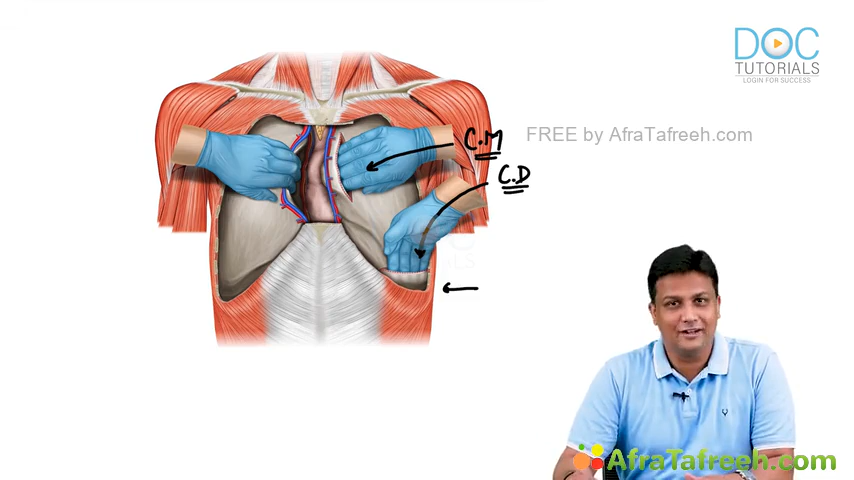 DOC
TUTORIALS
LOGIN FOR SUCCESS
FREE by AfraTafreeh.com
C.M
C.D
AfraTafreeh.com